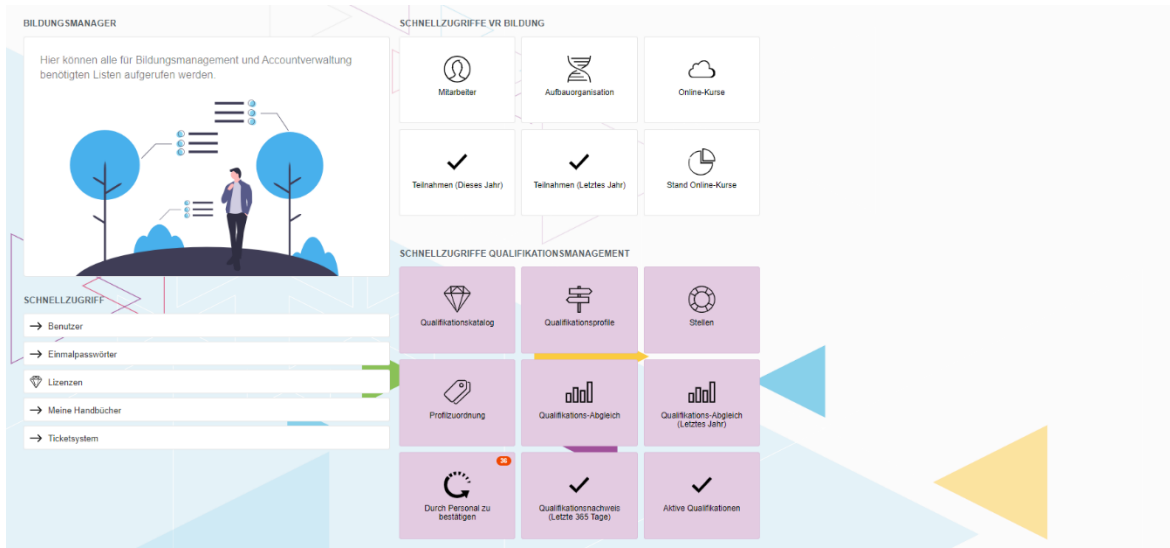 BILDUNGSMANAGER
Hier können alle für Bildungsmanagement und Accountverwaltung
benötigten Listen aufgerufen werden.
SCHNELLZUGRIFF
Benutzer
Einmalpasswörter
Lizenzen
Meine Handbücher
Ticketsystem
SCHNELLZUGRIFFE VR BILDUNG
Mitarbeiter
Aufbauorganisation
Online-Kurse
Teilnahmen (Dieses Jahr)
Teilnahmen (Letztes Jahr)
Stand Online-Kurse
SCHNELLZUGRIFFE QUALIFIKATIONSMANAGEMENT
Qualifikationskatalog
Qualifikationsprofile
Stellen
Profilzuordnung
Qualifikations-Abgleich
Qualifikations-Abgleich
(Letztes Jahr)
36
Durch Personal zu
bestätigen
Qualifikationsnachweis
(Letzte 365 Tage)
Aktive Qualifikationen